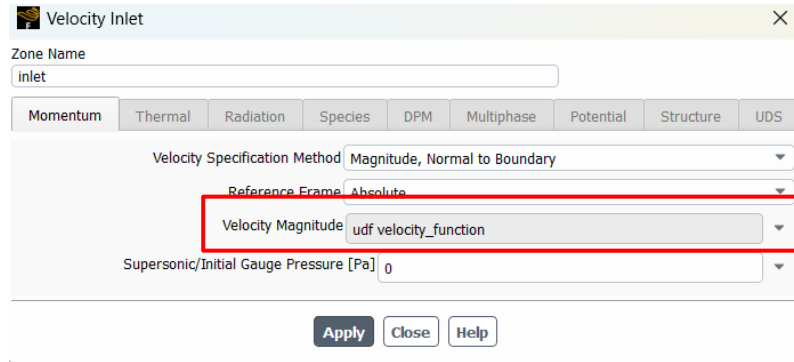 Velocity Inlet
Zone Name
inlet
Momentum Thermal Radiation Species DPM Multiphase Potential Structure UDS
Velocity Specification Method Magnitude, Normal to Boundary
Reference Frame Absolute
Velocity Magnitude udf velocity_function
Supersonic/Initial Gauge Pressure [Pa] 0
Apply Close Help